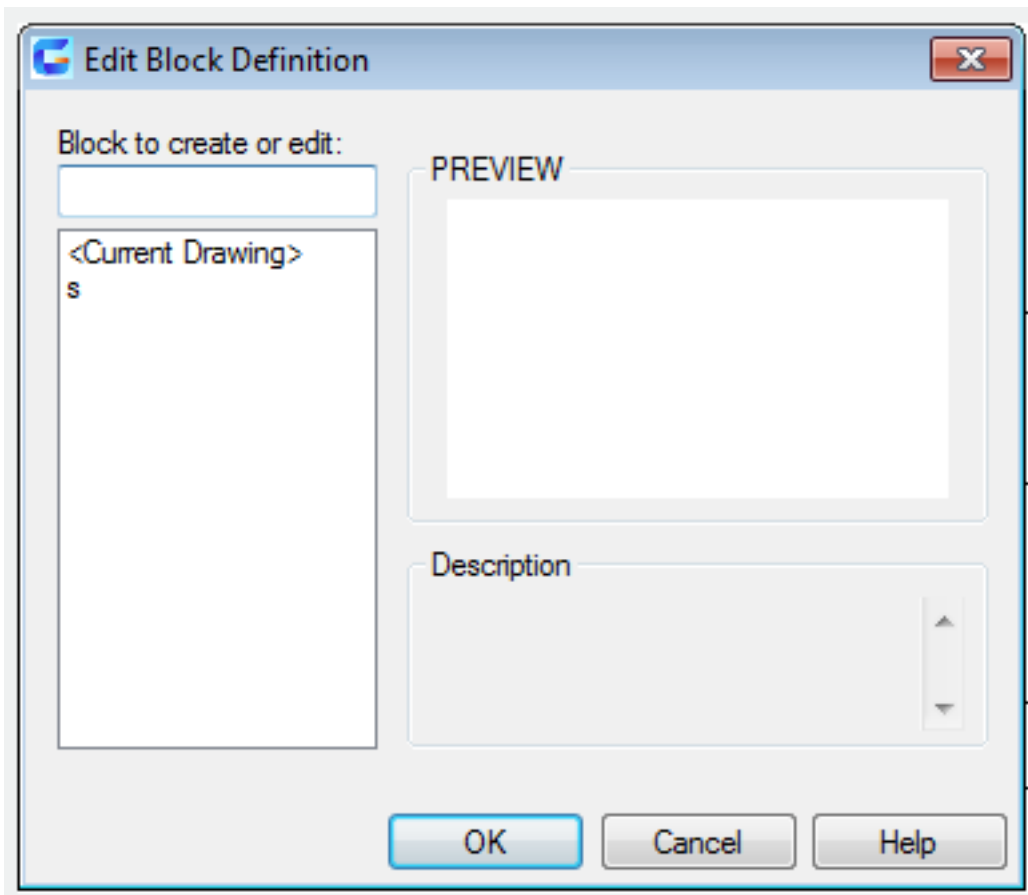 Edit Block Definition
Block to create or edit:
PREVIEW
<Current Drawing>
s
Description
OK
Cancel
Help